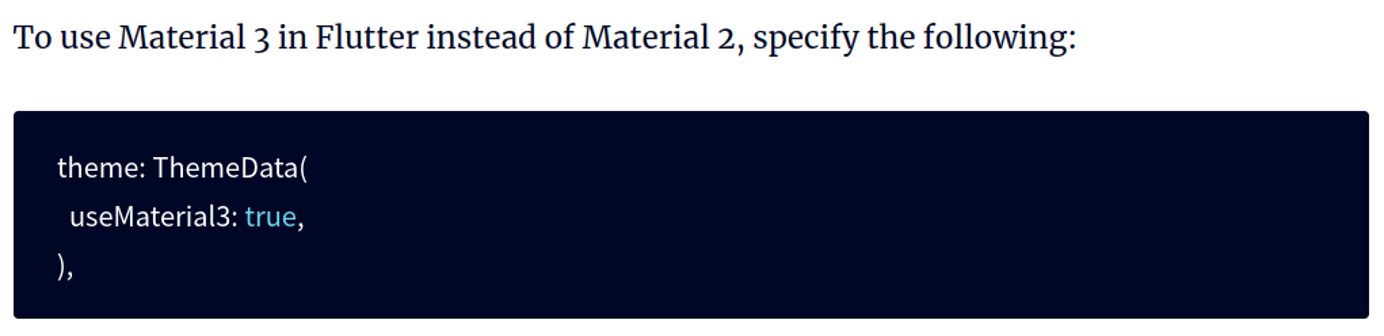 To use Material 3 in Flutter instead of Material 2, specify the following:
theme: ThemeData(
  useMaterial3: true,
),